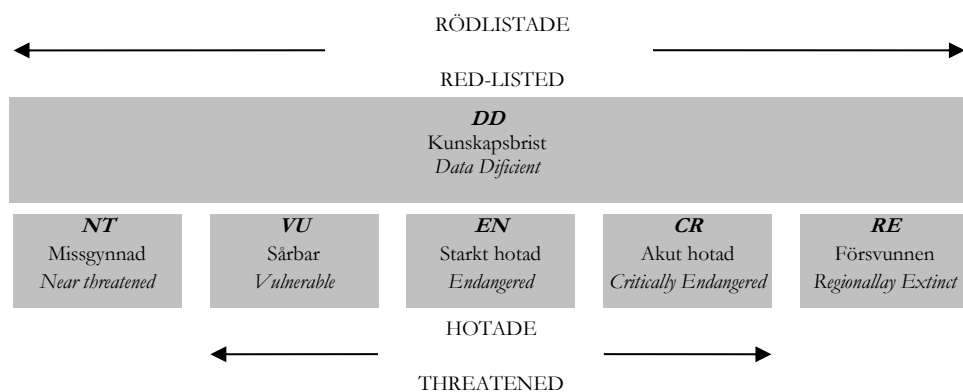 RÖDLISTADE
RED-LISTED
DD
Kunskapsbrist
Data Dificient
NT
Missgynnad
Near threatened
VU
Sårbar
Vulnerable
EN
Starkt hotad
Endangered
CR
Akut hotad
Critically Endangered
RE
Försvunnen
Regionallay Extinct
HOTADE
THREATENED